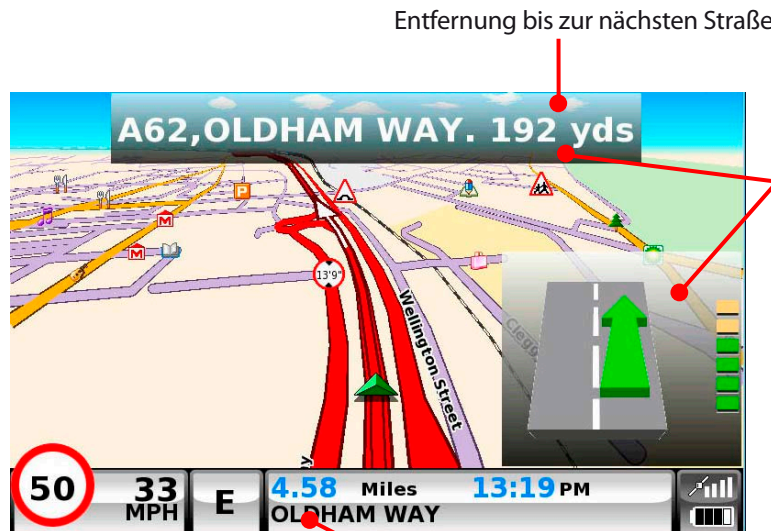 Entfernung bis zur nächsten Straße
A62,OLDHAM WAY. 192 yds
13'9"
Wellington Street
Clegg
50
33
MPH
E
4.58 Miles 13:19 PM
OLDHAM WAY
P
M
M